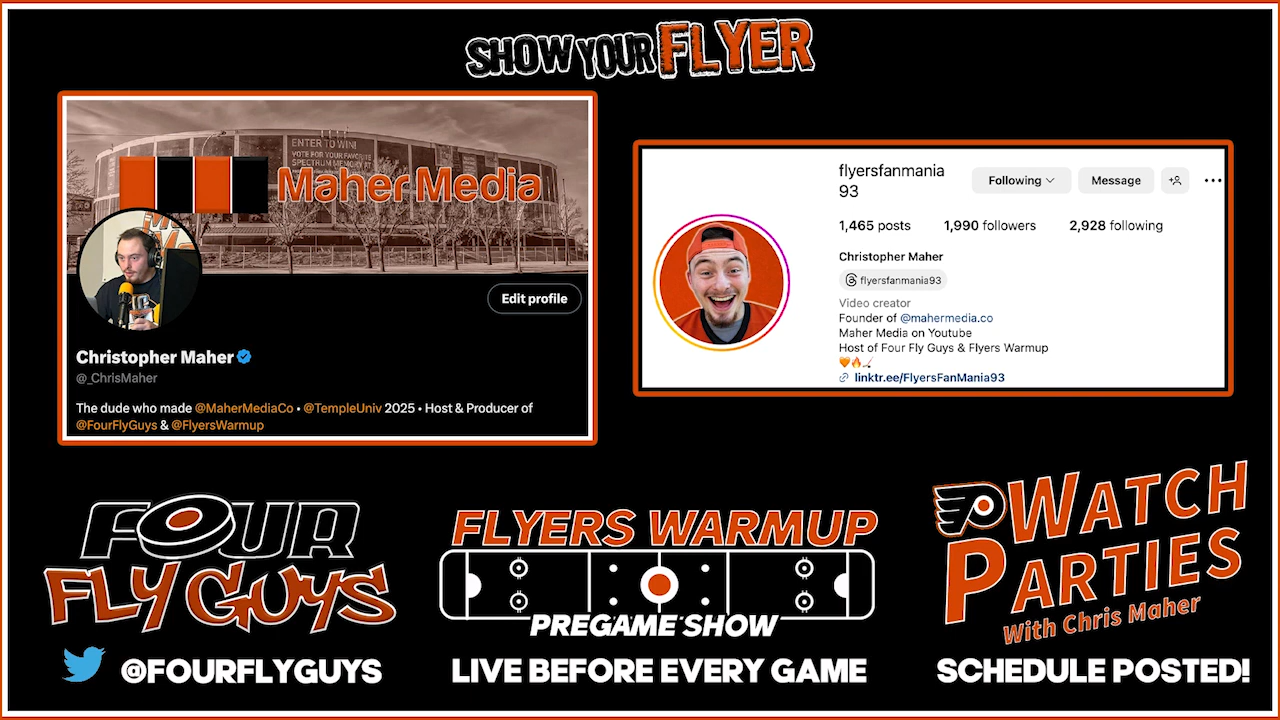 SHOW YOUR FLYER
ENTER TO WIN!
VOTE FOR YOUR FAVORITE
SPECTRUM MEMORY AT
Maher Media
Edit profile
Christopher Maher
@_ChrisMaher
The dude who made @MaherMediaCo • @TempleUniv 2025 • Host & Producer of
@FourFlyGuys & @FlyersWarmup
flyersfanmania
93
Following
Message
1,465 posts
1,990 followers
2,928 following
Christopher Maher
flyersfanmania93
Video creator
Founder of @mahermedia.co
Maher Media on Youtube
Host of Four Fly Guys & Flyers Warmup
🧡🔥🏒
linktr.ee/FlyersFanMania93
FOUR
FLY GUYS
@FOURFLYGUYS
FLYERS WARMUP
PREGAME SHOW
LIVE BEFORE EVERY GAME
WATCH
PARTIES
With Chris Maher
SCHEDULE POSTED!